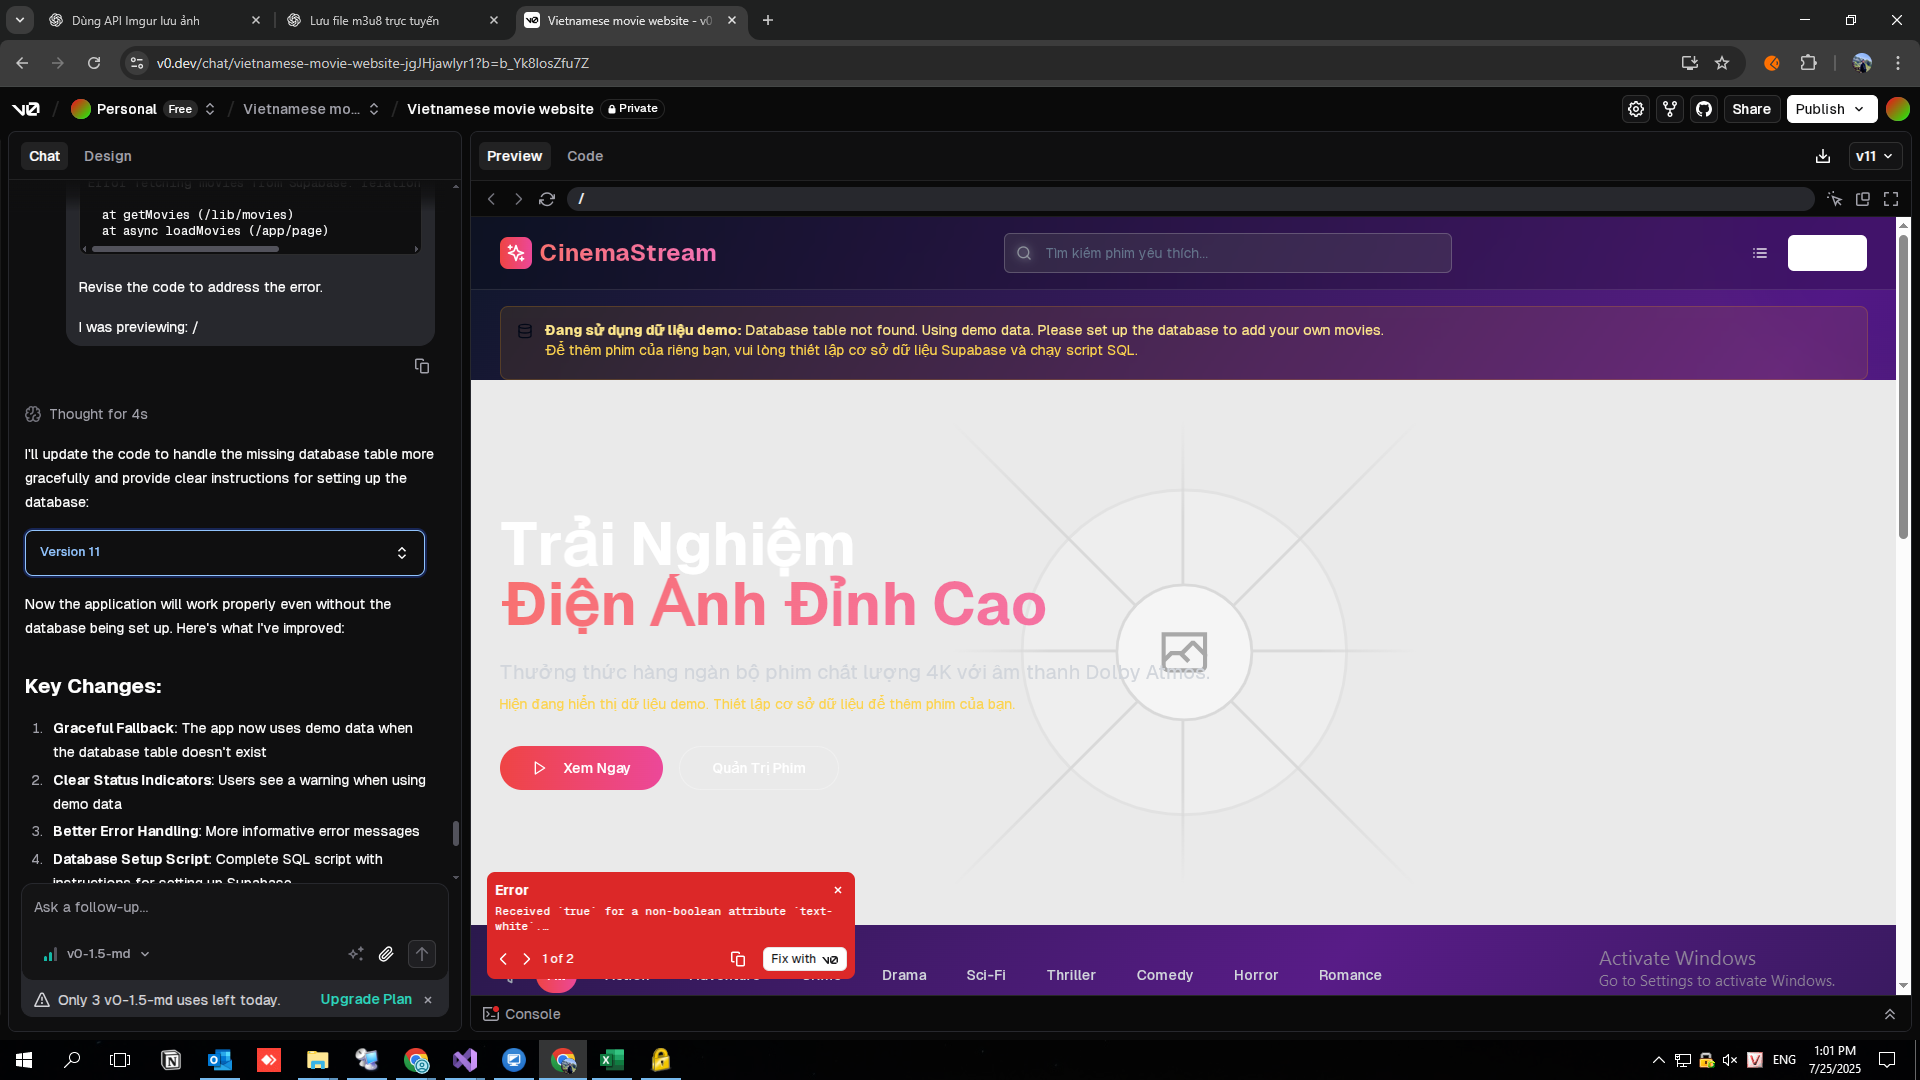 Dùng API Imgur lưu ảnh
Lưu file m3u8 trực tuyến
Vietnamese movie website - v0
v0.dev/chat/vietnamese-movie-website-jgJHjawlyr1?b=b_Yk8losZfu7Z
Personal Free
Vietnamese mo...
Vietnamese movie website
Private
Share
Publish
Chat
Design
Error fetching movies from Supabase: relation
at getMovies (/lib/movies)
at async loadMovies (/app/page)
Revise the code to address the error.
I was previewing: /
Thought for 4s
I'll update the code to handle the missing database table more
gracefully and provide clear instructions for setting up the
database:
Version 11
Now the application will work properly even without the
database being set up. Here's what I've improved:
Key Changes:
1. Graceful Fallback: The app now uses demo data when
the database table doesn't exist
2. Clear Status Indicators: Users see a warning when using
demo data
3. Better Error Handling: More informative error messages
4. Database Setup Script: Complete SQL script with
instructions for setting up Supabase
Ask a follow-up...
v0-1.5-md
Only 3 v0-1.5-md uses left today.
Upgrade Plan
Preview
Code
v11
/
CinemaStream
Tìm kiếm phim yêu thích...
Đang sử dụng dữ liệu demo: Database table not found. Using demo data. Please set up the database to add your own movies.
Để thêm phim của riêng bạn, vui lòng thiết lập cơ sở dữ liệu Supabase và chạy script SQL.
Trải Nghiệm
Điện Ảnh Đỉnh Cao
Thưởng thức hàng ngàn bộ phim chất lượng 4K với âm thanh Dolby Atmos.
Hiện đang hiển thị dữ liệu demo. Thiết lập cơ sở dữ liệu để thêm phim của bạn.
Xem Ngay
Quản Trị Phim
Error
Received `true` for a non-boolean attribute `text-
white`.…
1 of 2
Fix with v0
Drama
Sci-Fi
Thriller
Comedy
Horror
Romance
Activate Windows
Go to Settings to activate Windows.
Console
ENG
1:01 PM
7/25/2025